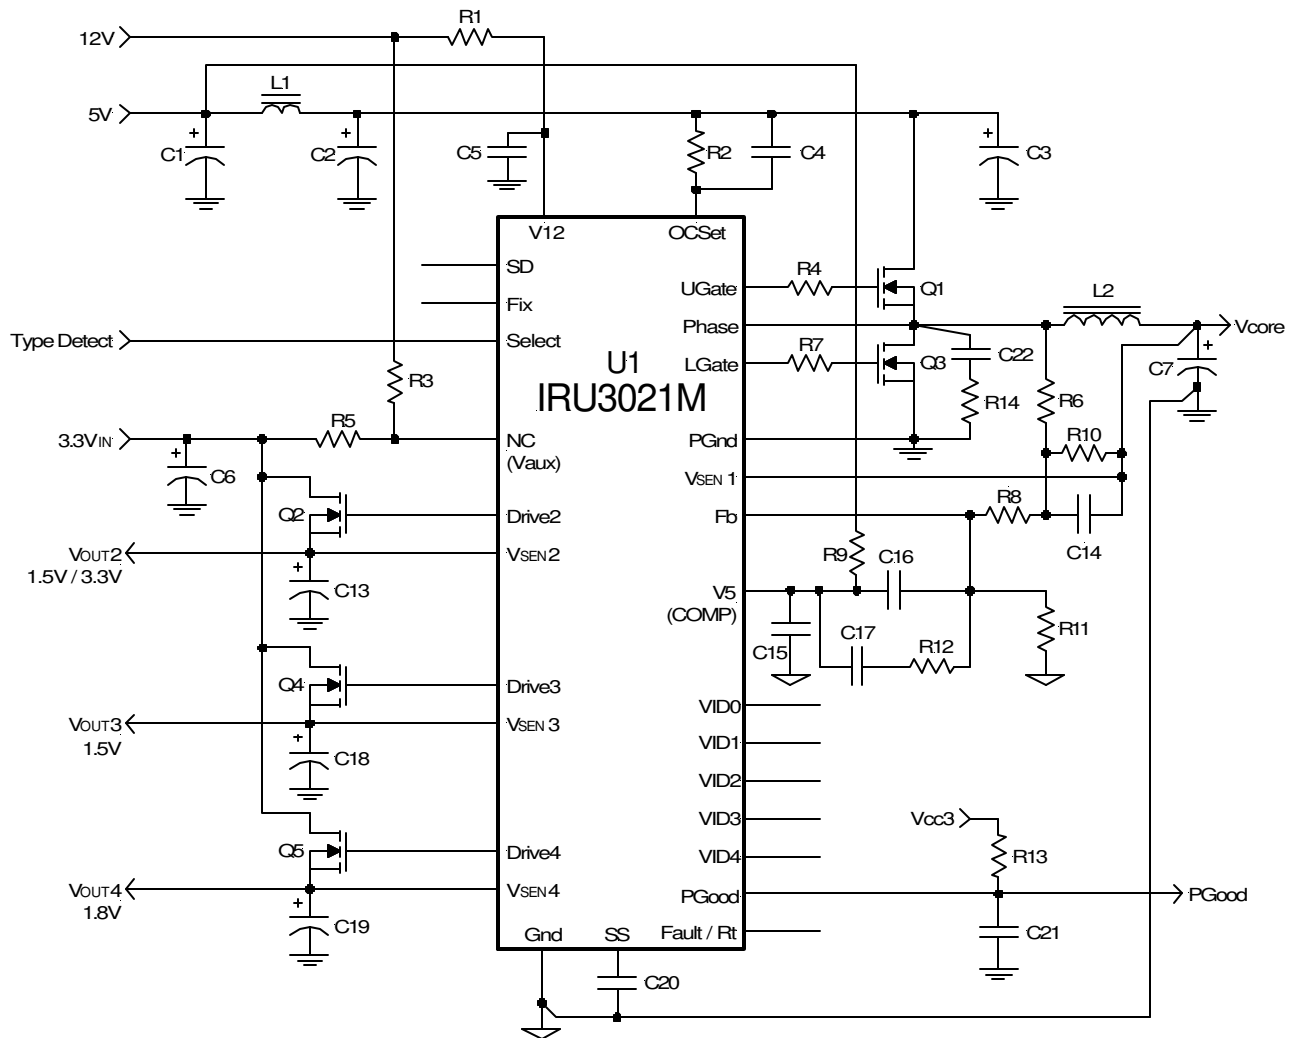 R1
12V
L1
5V
C1
C2
C5
R2
C4
C3
V12
OCSet
SD
UGate
R4
Q1
L2
Fix
Phase
Vcore
Type Detect
Select
U1
LGate
R7
Q3
C22
C7
R3
IRU3021M
R14
R6
R5
R10
3.3VIN
NC
(Vaux)
PGnd
C6
VSEN 1
R8
Q2
Drive2
Fb
VOUT2
VSEN 2
R9
C16
C14
1.5V / 3.3V
C13
V5
(COMP)
C15
C17
R12
R11
Q4
Drive3
VID0
VOUT3
VSEN 3
1.5V
C18
VID1
VID2
VID3
Vcc3
Q5
Drive4
VID4
R13
VOUT4
VSEN 4
PGood
PGood
1.8V
C19
Gnd
SS
Fault / Rt
C21
C20
+
+
+
+
+
+
+
+